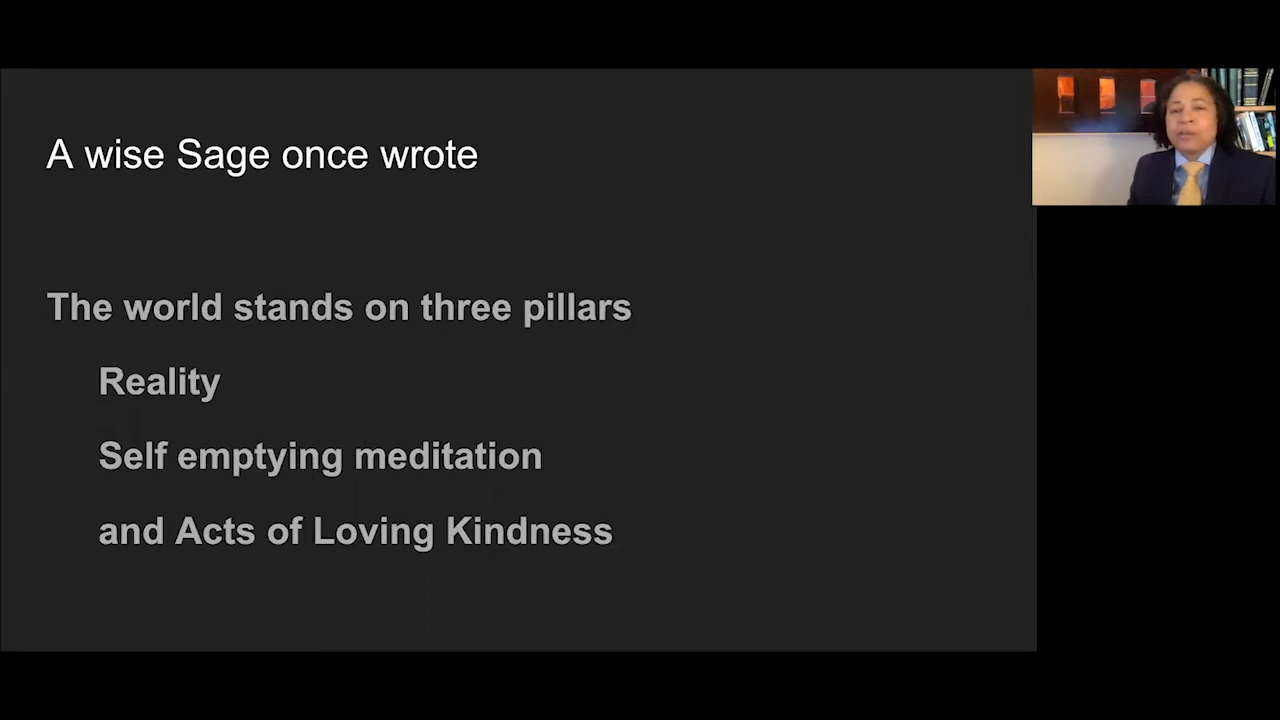 A wise Sage once wrote
The world stands on three pillars
Reality
Self emptying meditation
and Acts of Loving Kindness